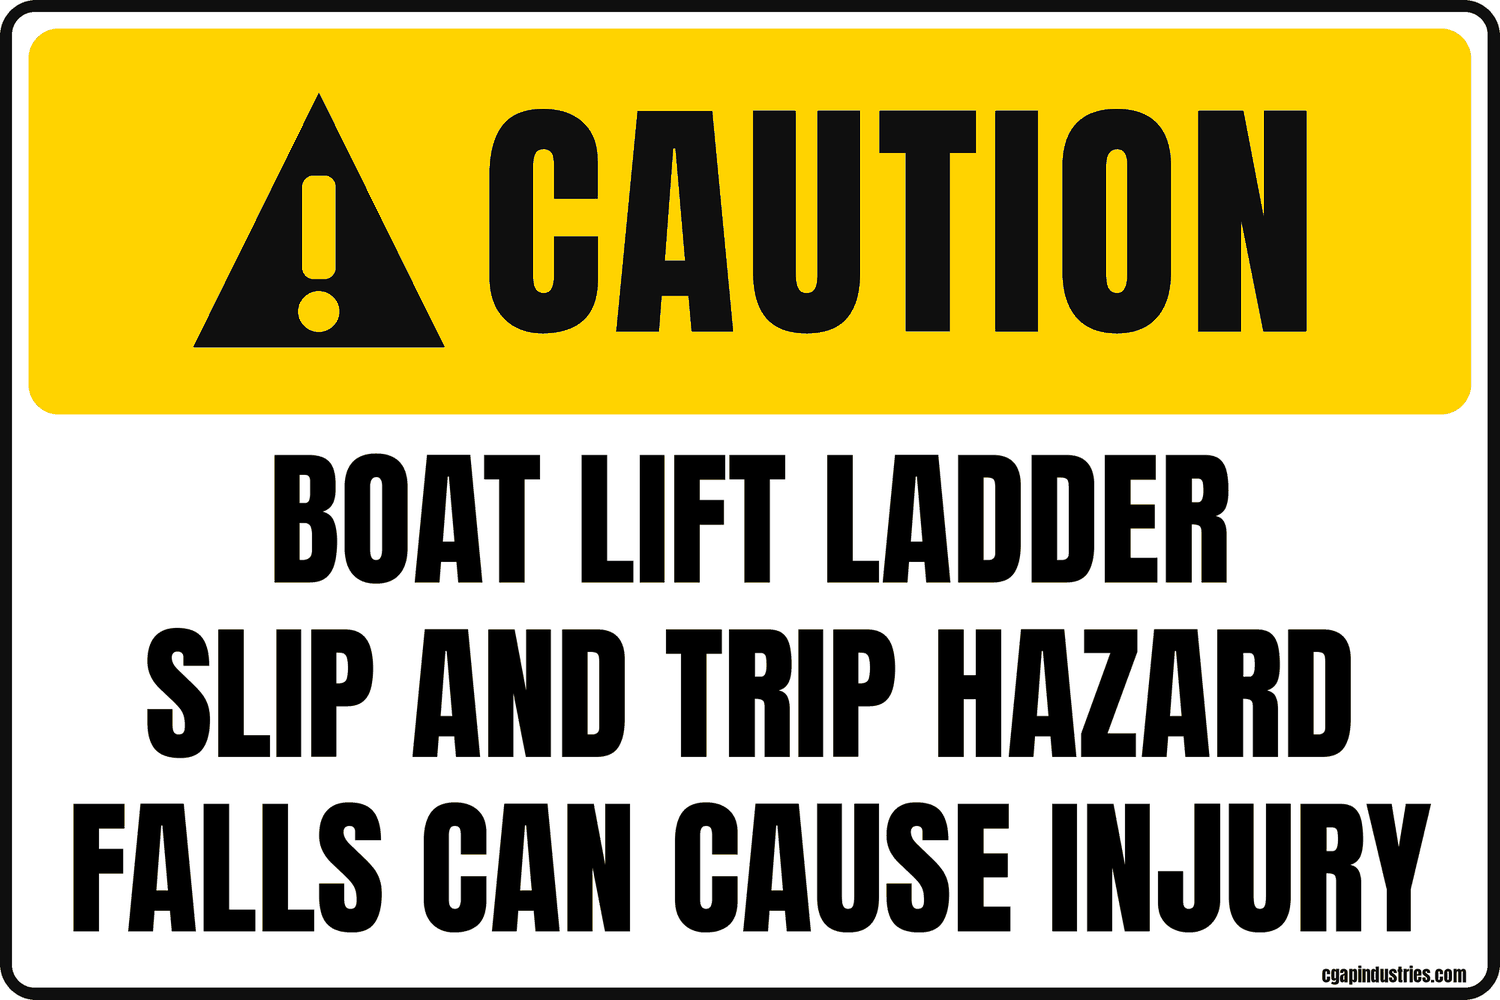 CAUTION
BOAT LIFT LADDER
SLIP AND TRIP HAZARD
FALLS CAN CAUSE INJURY
cgapindustries.com